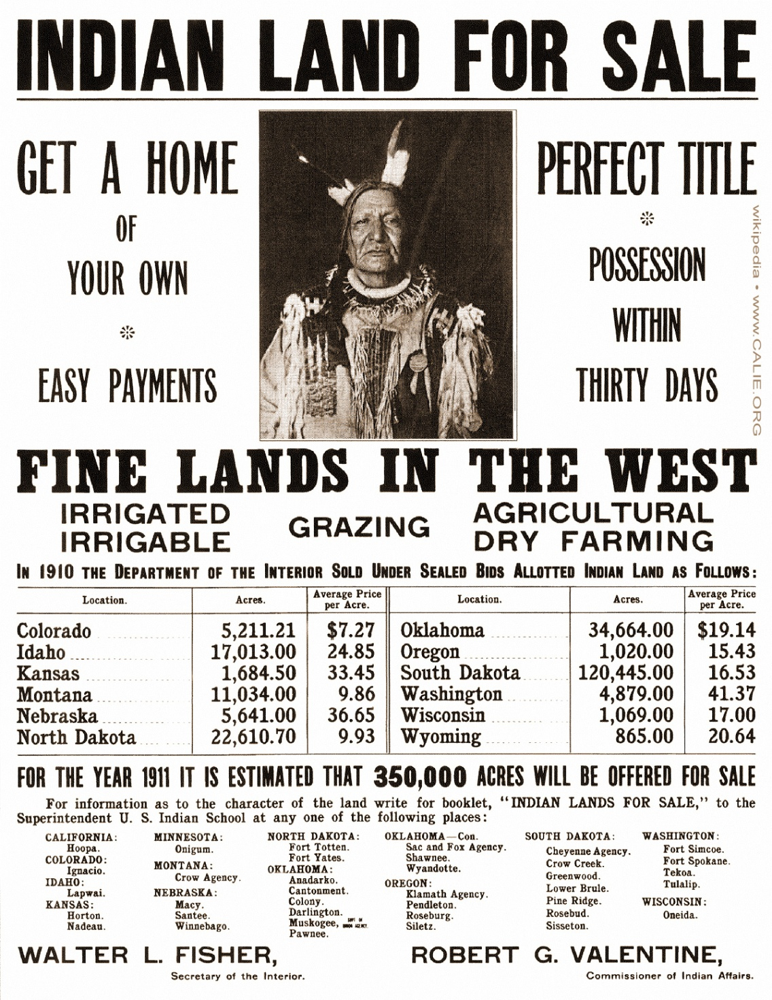 INDIAN LAND FOR SALE
GET A HOME
OF
YOUR OWN
EASY PAYMENTS
PERFECT TITLE
POSSESSION
WITHIN
THIRTY DAYS
wikipedia • www.CALIE.ORG
FINE LANDS IN THE WEST
IRRIGATED
IRRIGABLE
GRAZING
AGRICULTURAL
DRY FARMING
IN 1910 THE DEPARTMENT OF THE INTERIOR SOLD UNDER SEALED BIDS ALLOTTED INDIAN LAND AS FOLLOWS:
Location. Acres. Average Price per Acre. Location. Acres. Average Price per Acre.
Colorado 5,211.21 $7.27 Oklahoma 34,664.00 $19.14
Idaho 17,013.00 24.85 Oregon 1,020.00 15.43
Kansas 1,684.50 33.45 South Dakota 120,445.00 16.53
Montana 11,034.00 9.86 Washington 4,879.00 41.37
Nebraska 5,641.00 36.65 Wisconsin 1,069.00 17.00
North Dakota 22,610.70 9.93 Wyoming 865.00 20.64
FOR THE YEAR 1911 IT IS ESTIMATED THAT 350,000 ACRES WILL BE OFFERED FOR SALE
For information as to the character of the land write for booklet, "INDIAN LANDS FOR SALE," to the
Superintendent U. S. Indian School at any one of the following places:
CALIFORNIA:
Hoopa.
COLORADO:
Ignacio.
IDAHO:
Lapwai.
KANSAS:
Horton.
Nadeau.
MINNESOTA:
Onigum.
MONTANA:
Crow Agency.
NEBRASKA:
Macy.
Santee.
Winnebago.
NORTH DAKOTA:
Fort Totten.
Fort Yates.
OKLAHOMA:
Anadarko.
Cantonment.
Colony.
Darlington.
Muskogee,
Pawnee.
OKLAHOMA—Con.
Sac and Fox Agency.
Shawnee.
Wyandotte.
OREGON:
Klamath Agency.
Pendleton.
Roseburg.
Siletz.
SOUTH DAKOTA:
Cheyenne Agency.
Crow Creek.
Greenwood.
Lower Brule.
Pine Ridge.
Rosebud.
Sisseton.
WASHINGTON:
Fort Simcoe.
Fort Spokane.
Tekoa.
Tulalip.
WISCONSIN:
Oneida.
WALTER L. FISHER,
Secretary of the Interior.
ROBERT G. VALENTINE,
Commissioner of Indian Affairs.